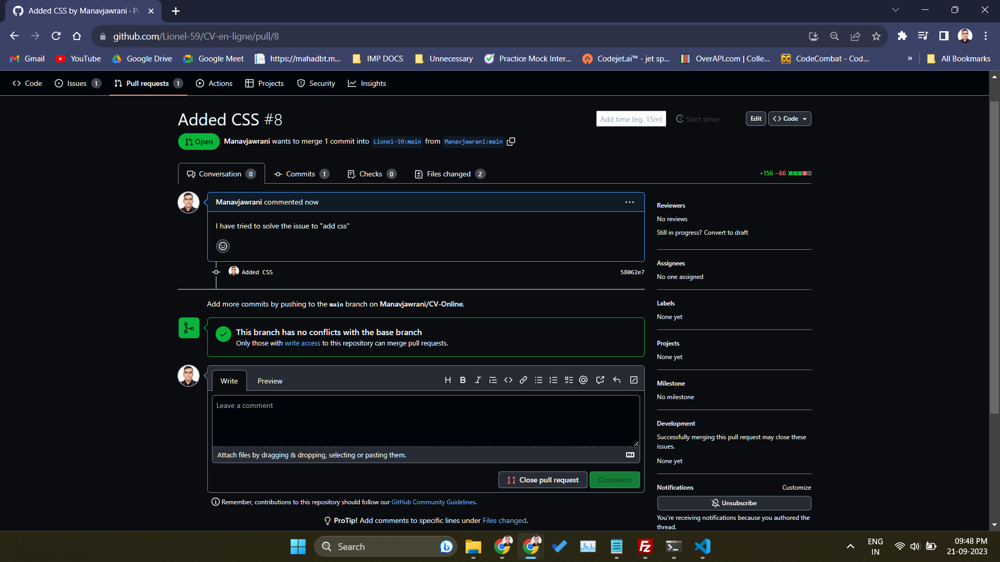 Added CSS by Manavjawrani · Pu
github.com/Lionel-59/CV-en-ligne/pull/8
Gmail YouTube Google Drive Google Meet https://mahadbt.m... IMP DOCS Unnecessary Practice Mock Inter... Codejet.ai™ - jet sp... OverAPI.com | Colle... CodeCombat - Cod... » All Bookmarks
Code Issues 1 Pull requests 1 Actions Projects Security Insights
Added CSS #8
Add time (eg. 15m) Start timer Edit Code
Open Manavjawrani wants to merge 1 commit into Lionel-59:main from Manavjawrani:main
Conversation 0 Commits 1 Checks 0 Files changed 2 +156 −66
Manavjawrani commented now
I have tried to solve the issue to "add css"
Added CSS 58062e7
Add more commits by pushing to the main branch on Manavjawrani/CV-Online.
This branch has no conflicts with the base branch
Only those with write access to this repository can merge pull requests.
Write Preview
Leave a comment
Attach files by dragging & dropping, selecting or pasting them.
Close pull request Comment
Remember, contributions to this repository should follow our GitHub Community Guidelines.
ProTip! Add comments to specific lines under Files changed.
Reviewers
No reviews
Still in progress? Convert to draft
Assignees
No one assigned
Labels
None yet
Projects
None yet
Milestone
No milestone
Development
Successfully merging this pull request may close these
issues.
None yet
Notifications Customize
Unsubscribe
You're receiving notifications because you authored the
thread.
Search
ENG
IN
09:48 PM
21-09-2023